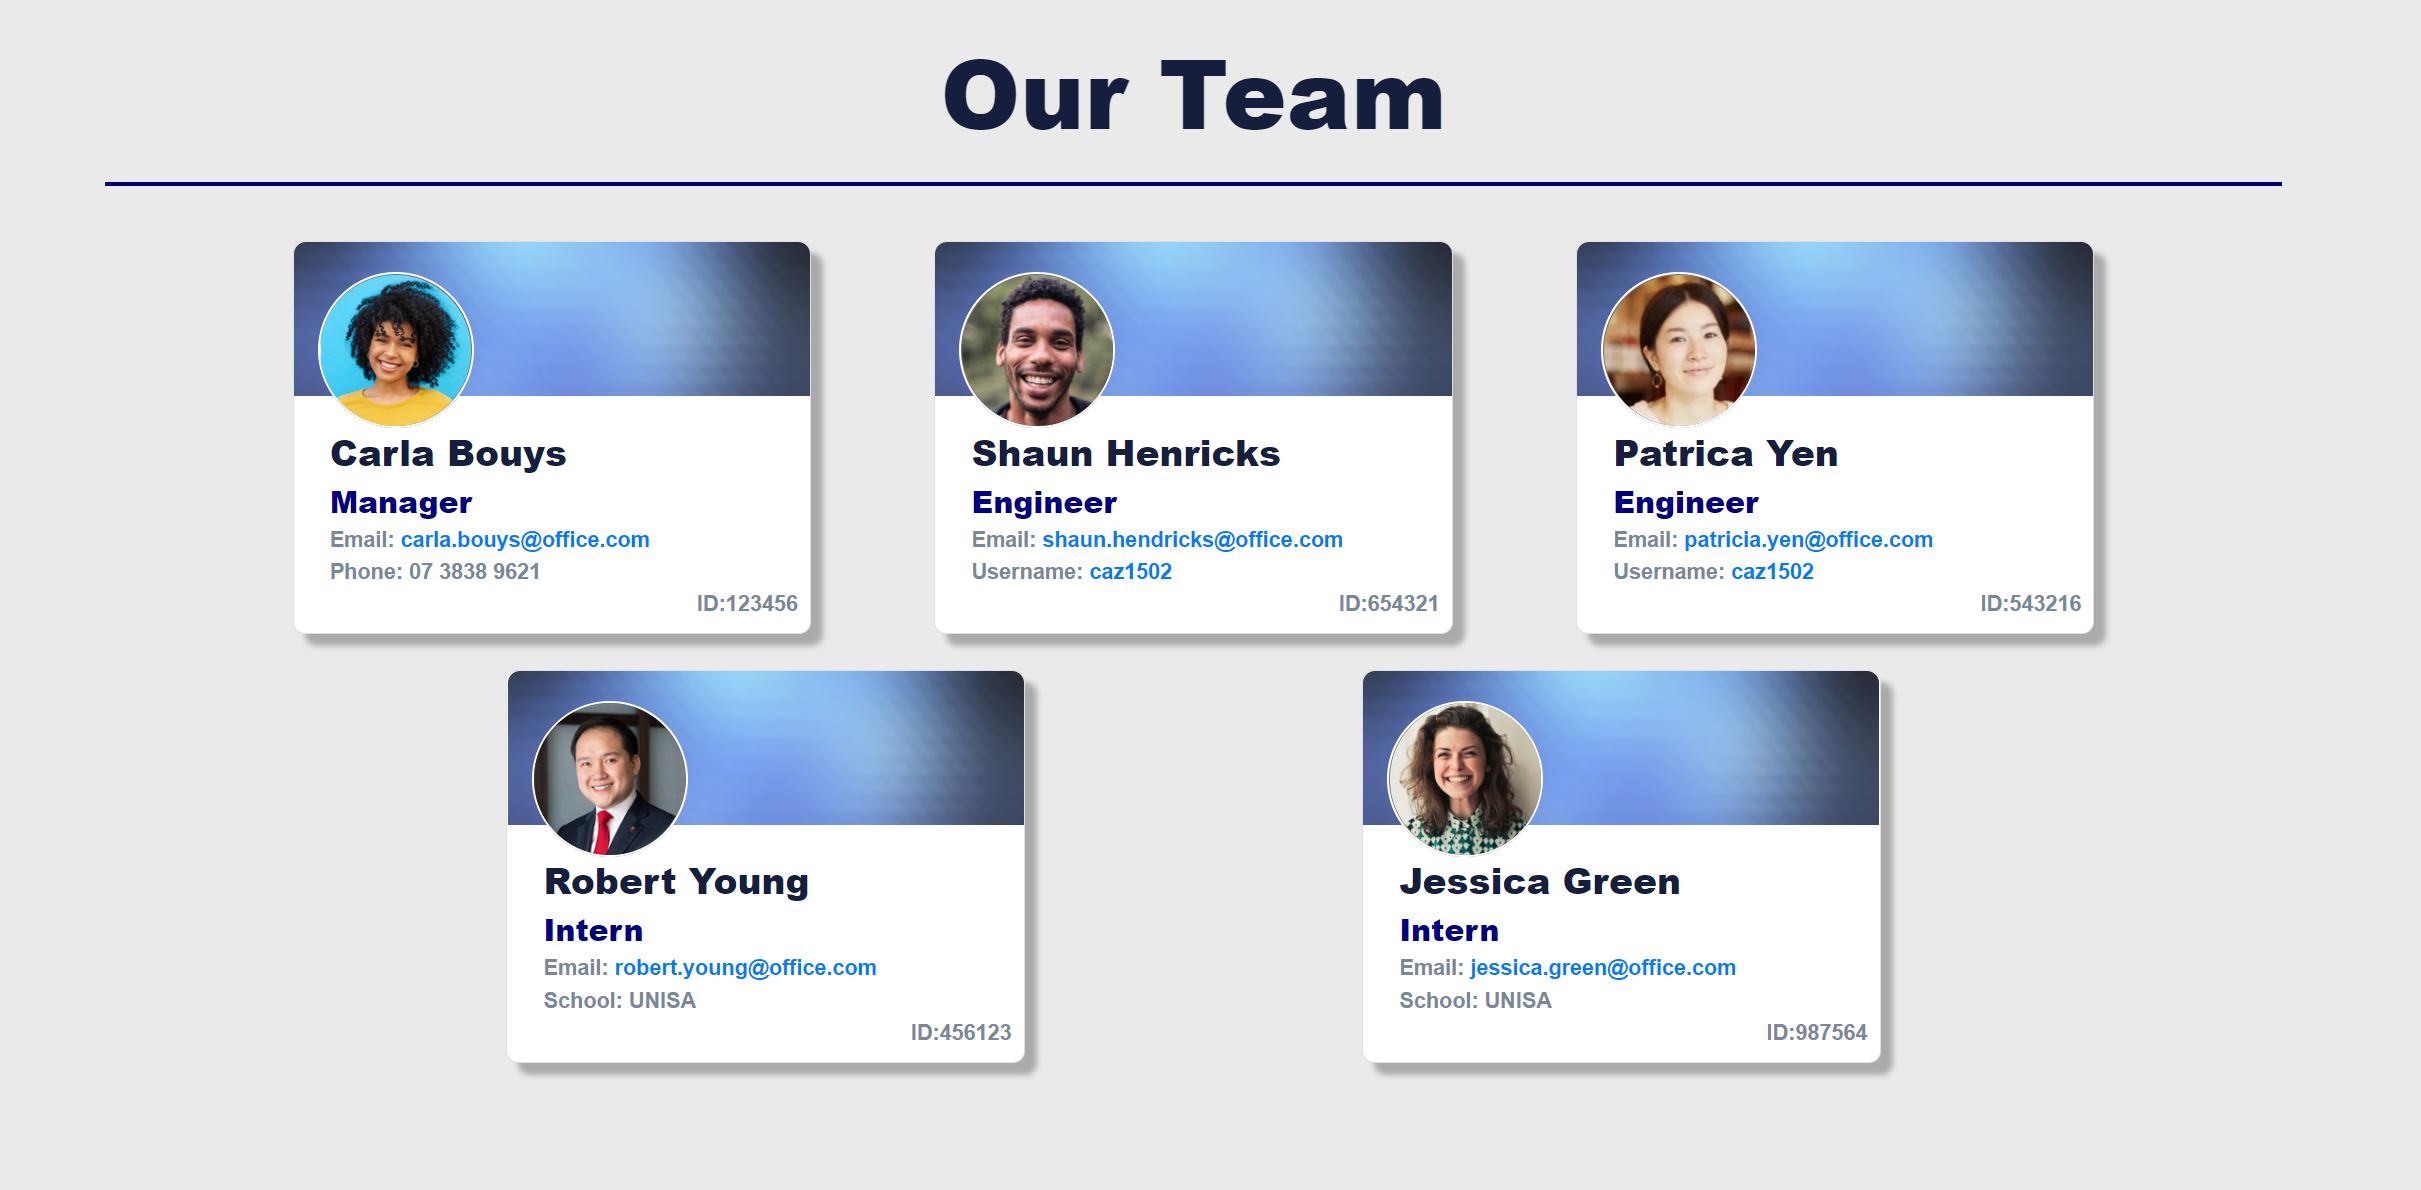 Our Team
Carla Bouys
Manager
Email: carla.bouys@office.com
Phone: 07 3838 9621
ID:123456
Shaun Henricks
Engineer
Email: shaun.hendricks@office.com
Username: caz1502
ID:654321
Patrica Yen
Engineer
Email: patricia.yen@office.com
Username: caz1502
ID:543216
Robert Young
Intern
Email: robert.young@office.com
School: UNISA
ID:456123
Jessica Green
Intern
Email: jessica.green@office.com
School: UNISA
ID:987564